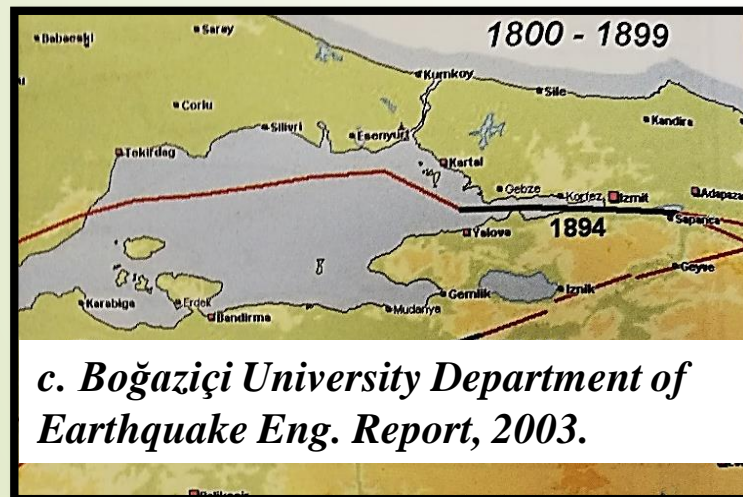 1800 - 1899
Saray
Babaeski
Kumkoy
Sile
Corlu
Kandira
Silivri
Esenyurt
Tekirdag
Kartal
Gebze
Korfez
Izmit
Adapaza
Sapanca
1894
Yalova
Geyve
Iznik
Gemlik
Karabiga
Erdek
Mudanya
Bandirma
c. Boğaziçi University Department of
Earthquake Eng. Report, 2003.